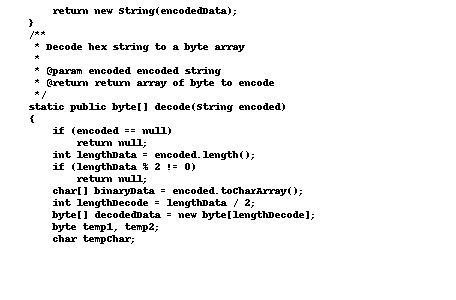 return new String(encodedData);
}
/**
* Decode hex string to a byte array
*
* @param encoded encoded string
* @return return array of byte to encode
*/
static public byte[] decode(String encoded)
{
if (encoded == null)
return null;
int lengthData = encoded.length();
if (lengthData % 2 != 0)
return null;
char[] binaryData = encoded.toCharArray();
int lengthDecode = lengthData / 2;
byte[] decodedData = new byte[lengthDecode];
byte temp1, temp2;
char tempChar;